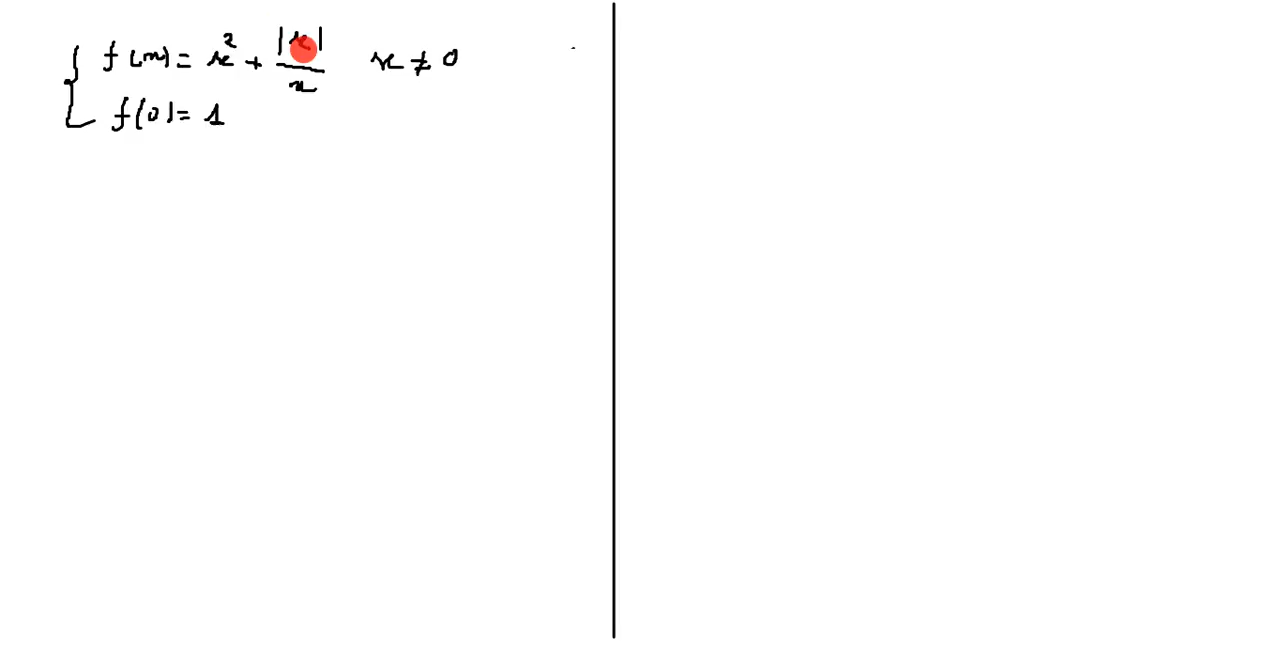 f(x) = x² + |x|/x   x ≠ 0
f(0) = 1